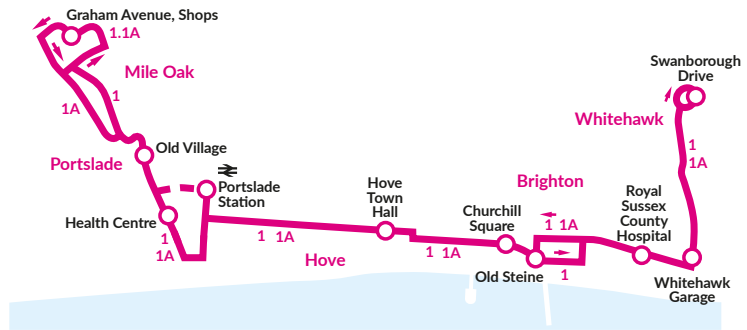 Graham Avenue, Shops
1.1A
Mile Oak
1
1A
Old Village
Portslade
Portslade
Station
Health Centre
1
1A
1 1A
Hove
Hove
Town
Hall
1 1A
Churchill
Square
Old Steine
Brighton
1 1A
1
Royal
Sussex
County
Hospital
Whitehawk
Garage
1
1A
Whitehawk
Swanborough
Drive